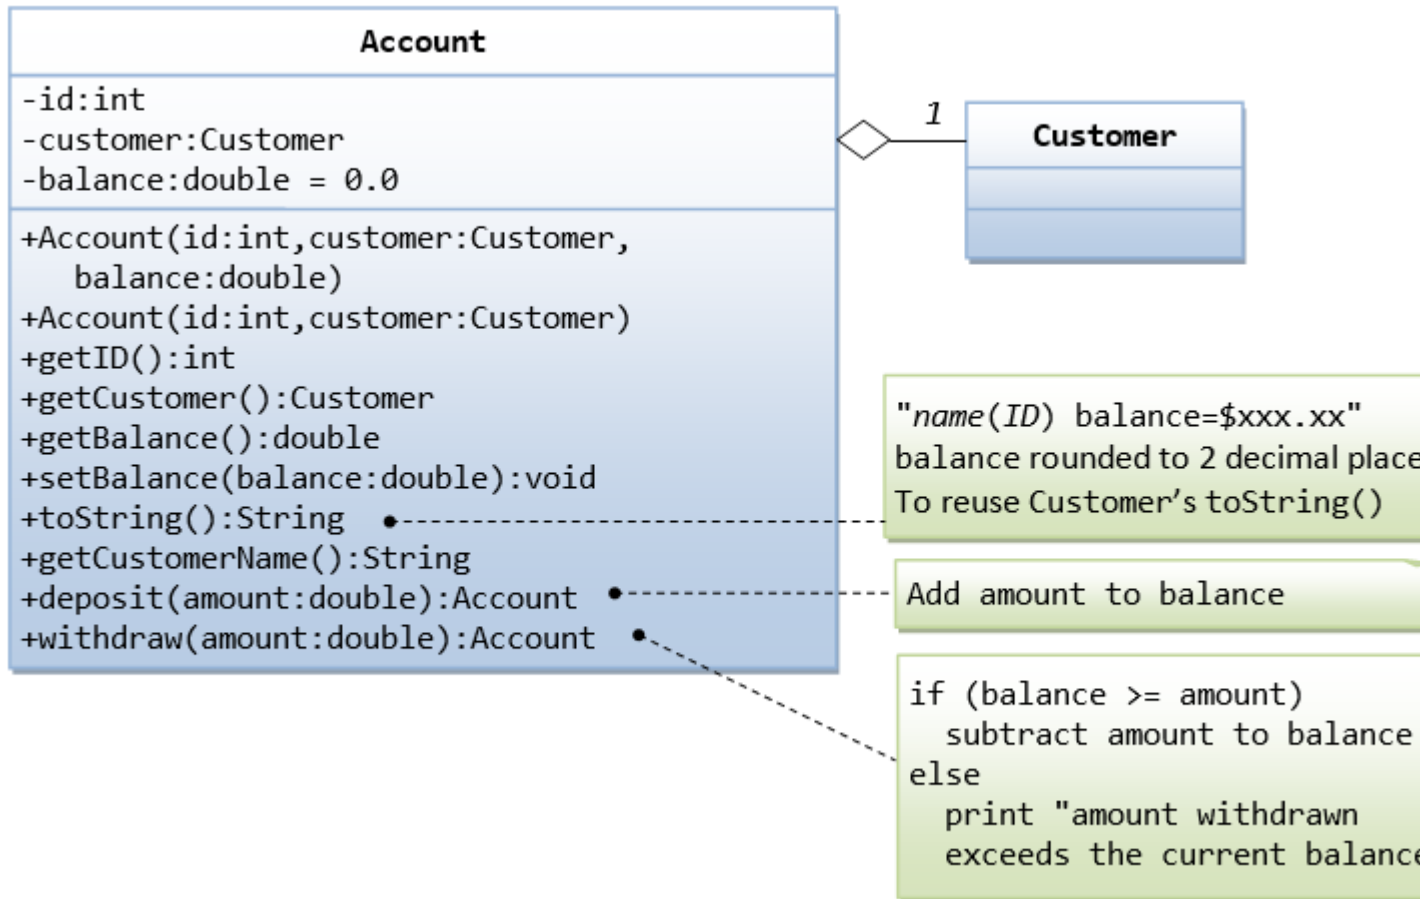 Account
-id:int
-customer:Customer
-balance:double = 0.0
+Account(id:int,customer:Customer,
balance:double)
+Account(id:int,customer:Customer)
+getID():int
+getCustomer():Customer
+getBalance():double
+setBalance(balance:double):void
+toString():String
+getCustomerName():String
+deposit(amount:double):Account
+withdraw(amount:double):Account
1
Customer
"name(ID) balance=$xxx.xx"
balance rounded to 2 decimal place
To reuse Customer’s toString()
Add amount to balance
if (balance >= amount)
subtract amount to balance
else
print "amount withdrawn
exceeds the current balance